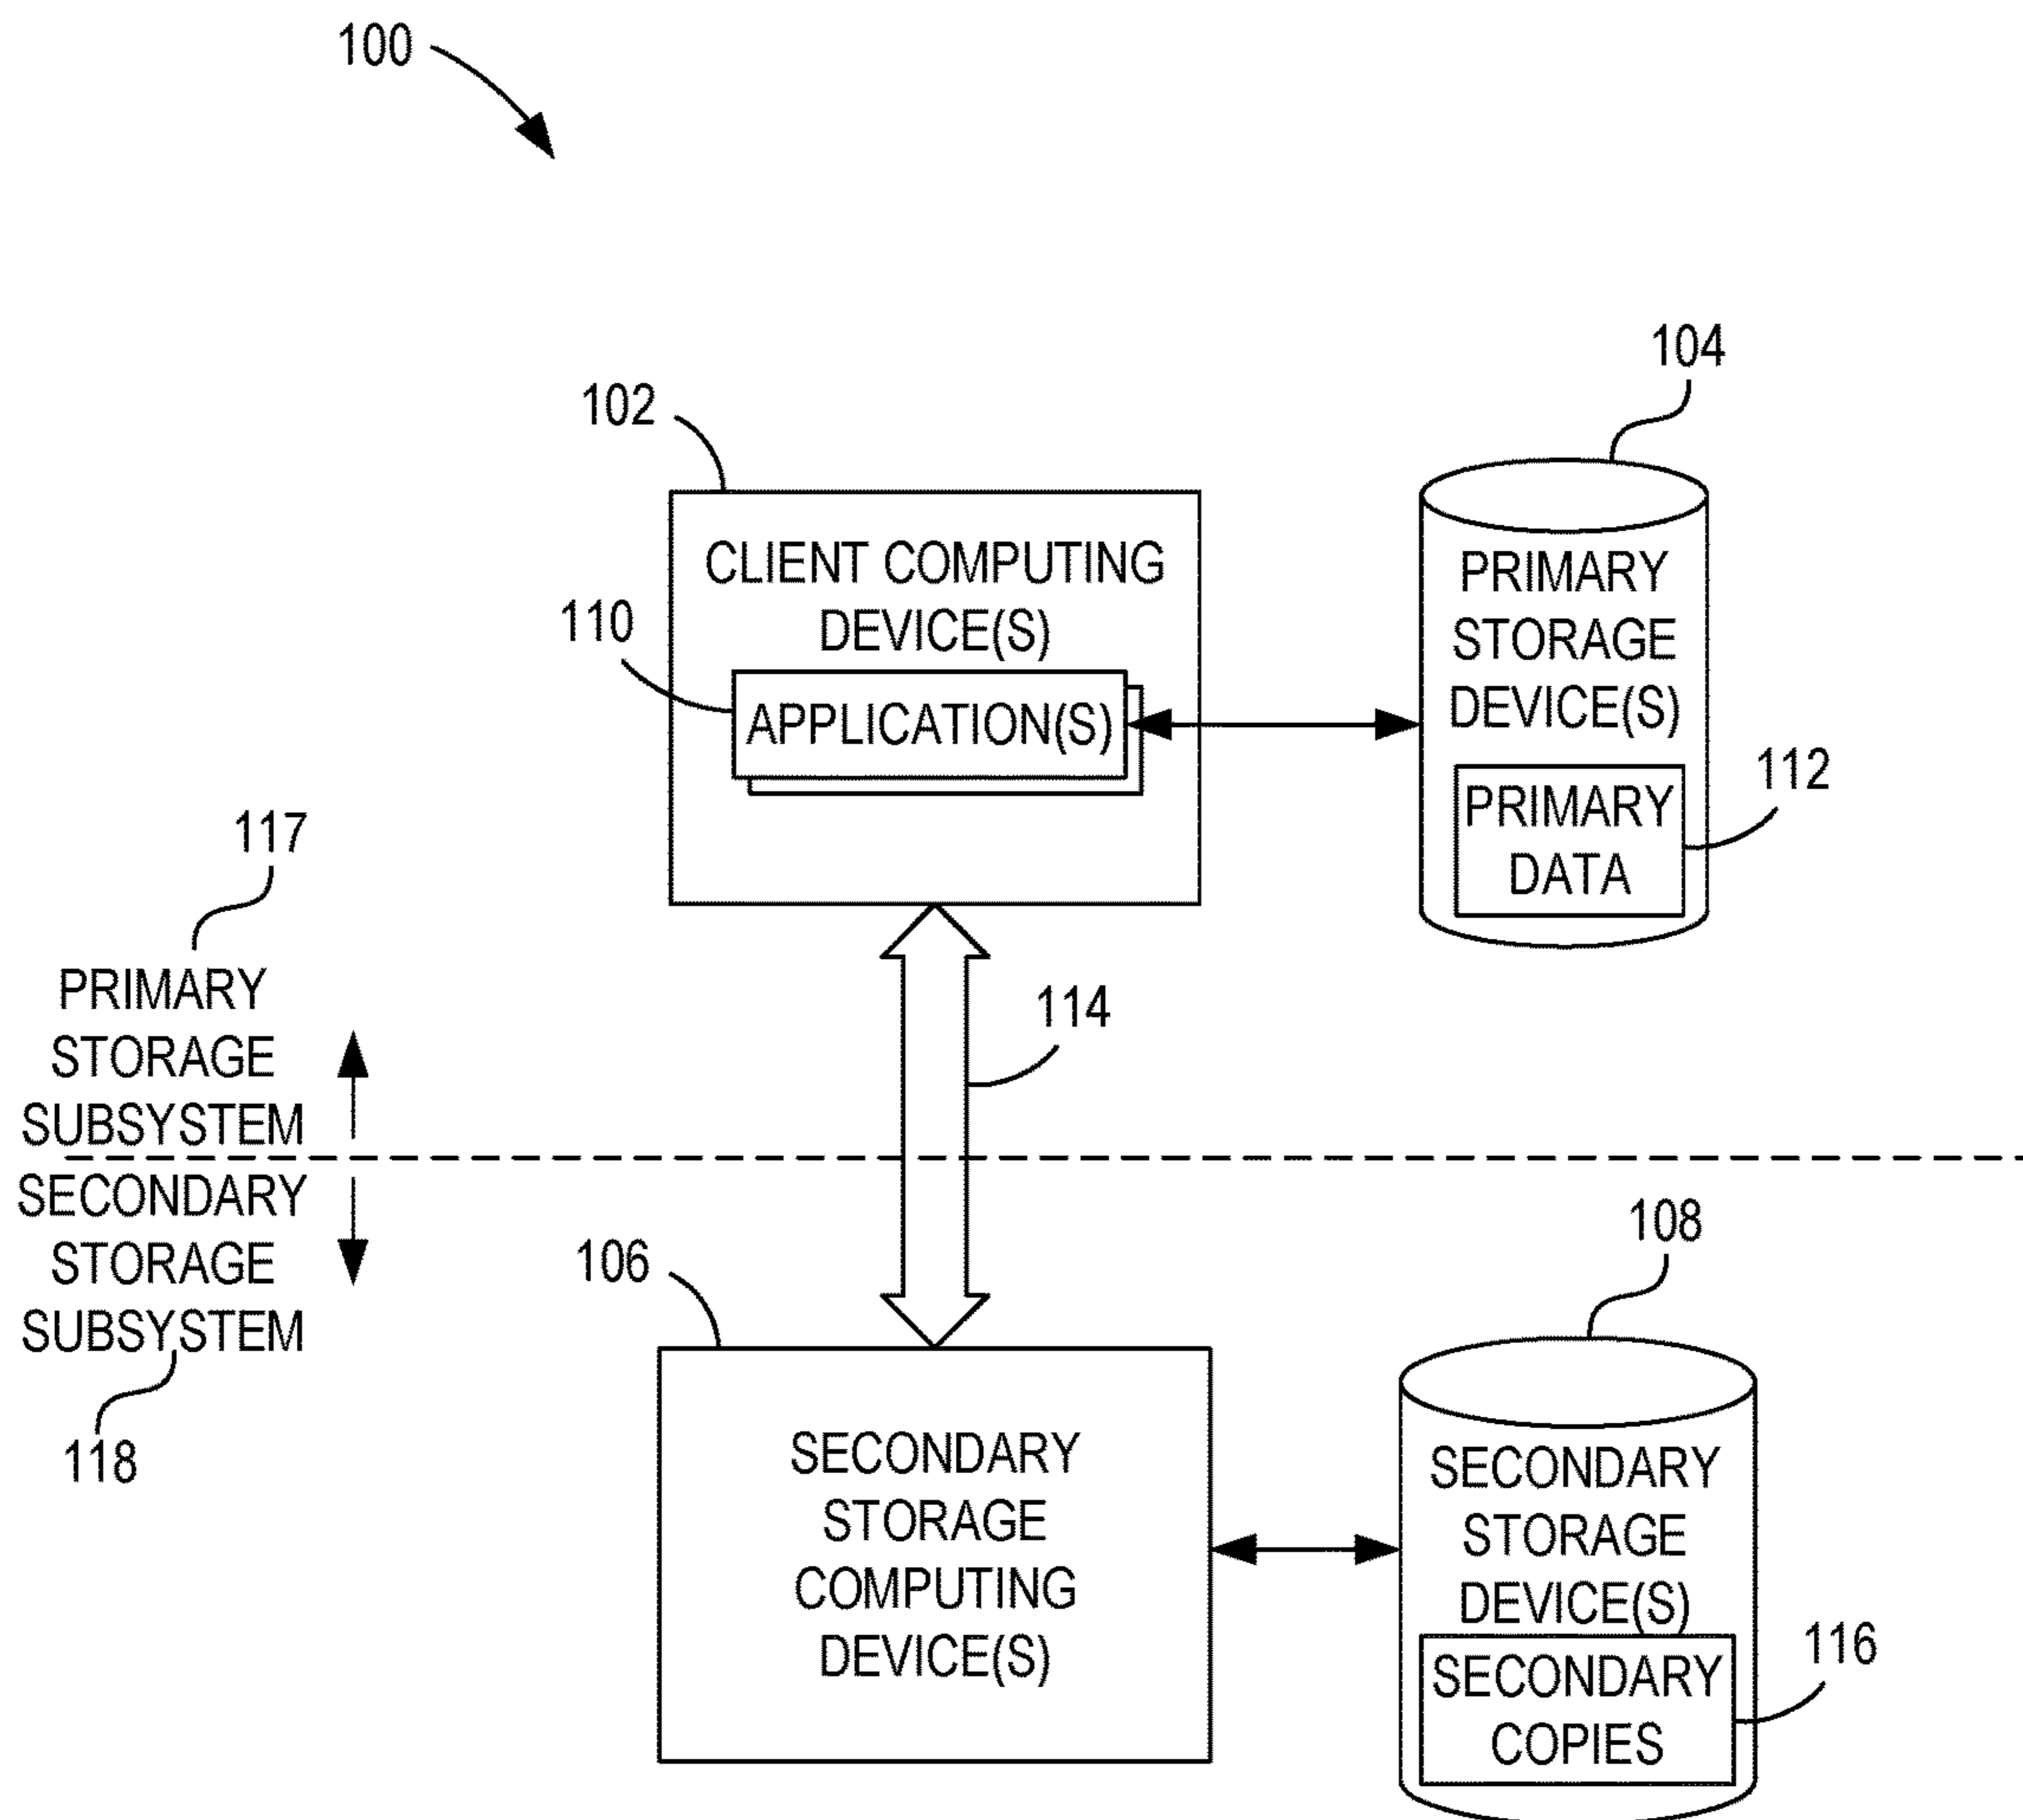 100
104
102
CLIENT COMPUTING
DEVICE(S)
110
APPLICATION(S)
PRIMARY
STORAGE
DEVICE(S)
112
PRIMARY
DATA
117
PRIMARY
STORAGE
SUBSYSTEM
114
SECONDARY
STORAGE
SUBSYSTEM
118
106
108
SECONDARY
STORAGE
COMPUTING
DEVICE(S)
SECONDARY
STORAGE
DEVICE(S)
116
SECONDARY
COPIES